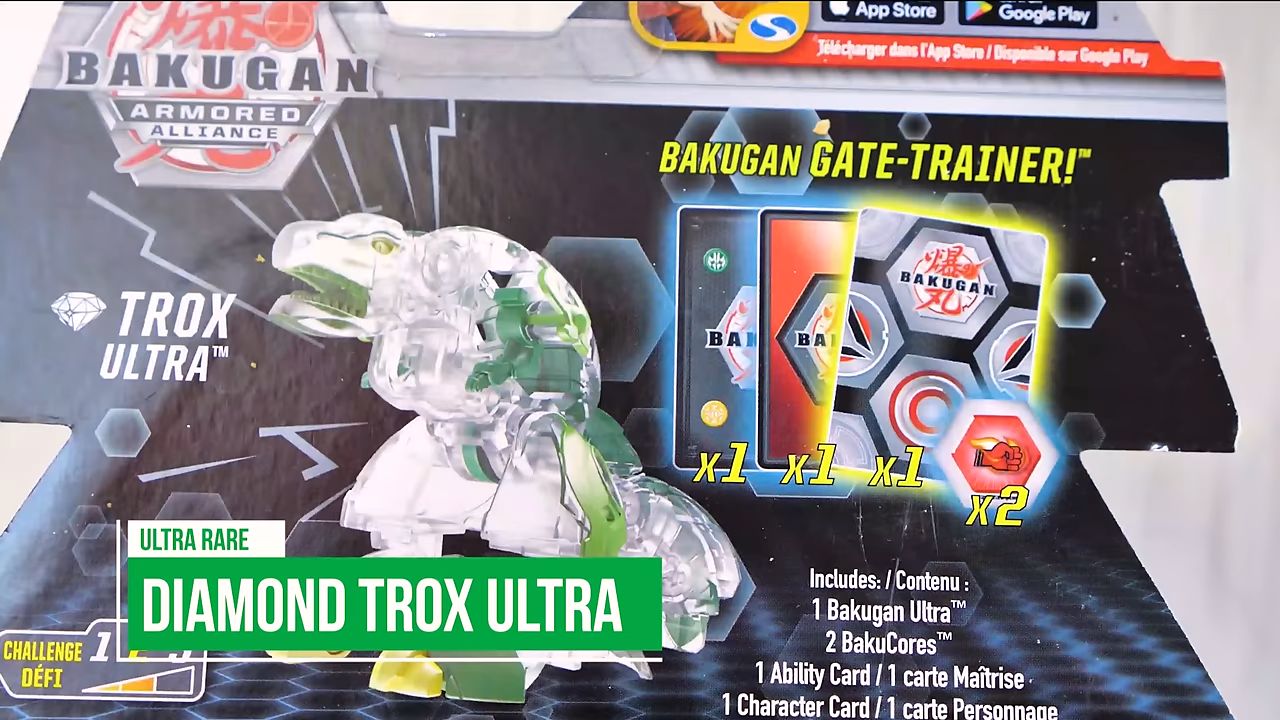 App Store
Google Play
Télécharger dans l'App Store / Disponible sur Google Play
BAKUGAN
ARMORED
ALLIANCE
BAKUGAN GATE-TRAINER!™
BAKUGAN
TROX
ULTRA™
BAK
BA
x1
x1
x1
x2
ULTRA RARE
DIAMOND TROX ULTRA
CHALLENGE
DÉFI
1
Includes: / Contenu :
1 Bakugan Ultra™
2 BakuCores™
1 Ability Card / 1 carte Maîtrise
1 Character Card / 1 carte Personnage